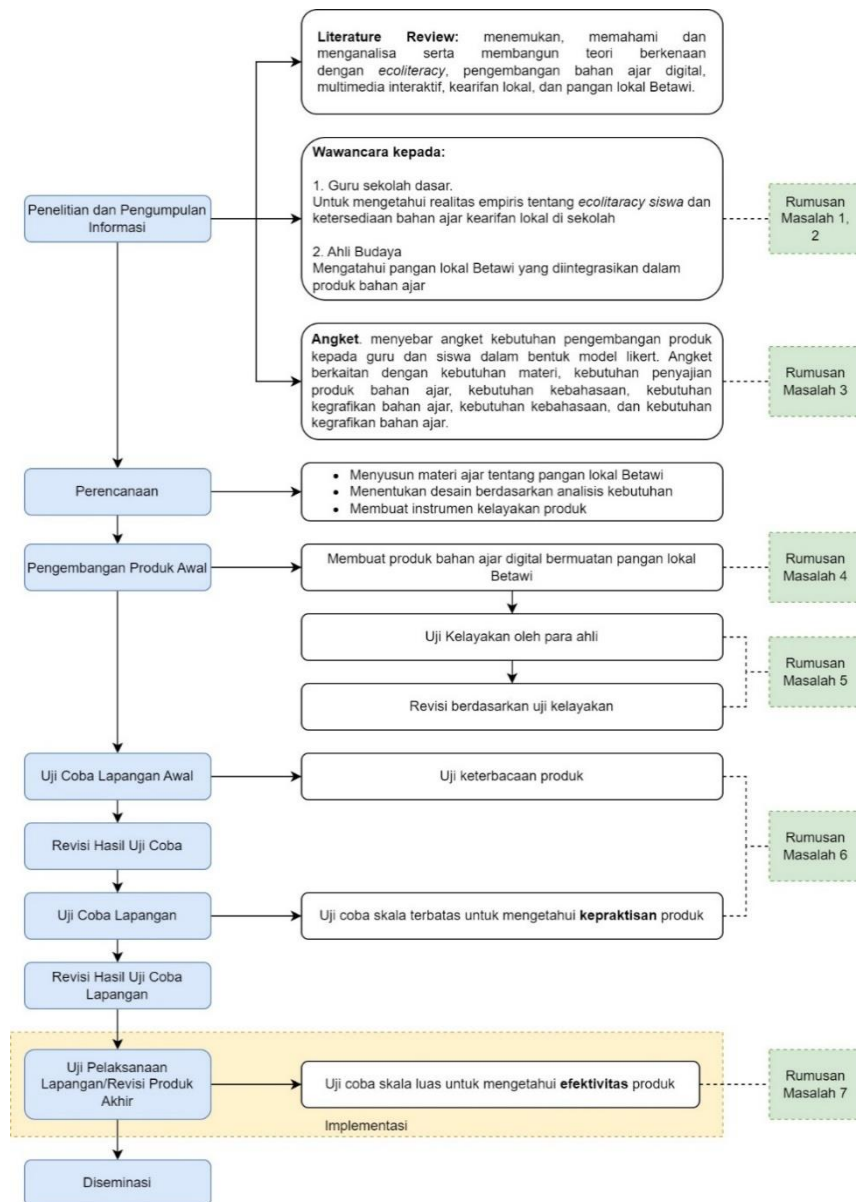 Literature Review: menemukan, memahami dan
menganalisa serta membangun teori berkenaan
dengan ecoliteracy, pengembangan bahan ajar digital,
multimedia interaktif, kearifan lokal, dan pangan lokal Betawi.
Penelitian dan Pengumpulan
Informasi
Wawancara kepada:
1. Guru sekolah dasar.
Untuk mengetahui realitas empiris tentang ecolitaracy siswa dan
ketersediaan bahan ajar kearifan lokal di sekolah
2. Ahli Budaya
Mengatahui pangan lokal Betawi yang diintegrasikan dalam
produk bahan ajar
Rumusan
Masalah 1,
2
Angket. menyebar angket kebutuhan pengembangan produk
kepada guru dan siswa dalam bentuk model likert. Angket
berkaitan dengan kebutuhan materi, kebutuhan penyajian
produk bahan ajar, kebutuhan kebahasaan, kebutuhan
kegrafikan bahan ajar, kebutuhan kebahasaan, dan kebutuhan
kegrafikan bahan ajar.
Rumusan
Masalah 3
Perencanaan
• Menyusun materi ajar tentang pangan lokal Betawi
• Menentukan desain berdasarkan analisis kebutuhan
• Membuat instrumen kelayakan produk
Pengembangan Produk Awal
Membuat produk bahan ajar digital bermuatan pangan lokal
Betawi
Rumusan
Masalah 4
Uji Kelayakan oleh para ahli
Revisi berdasarkan uji kelayakan
Rumusan
Masalah 5
Uji Coba Lapangan Awal
Uji keterbacaan produk
Revisi Hasil Uji Coba
Rumusan
Masalah 6
Uji Coba Lapangan
Uji coba skala terbatas untuk mengetahui kepraktisan produk
Revisi Hasil Uji Coba
Lapangan
Uji Pelaksanaan
Lapangan/Revisi Produk
Akhir
Uji coba skala luas untuk mengetahui efektivitas produk
Implementasi
Rumusan
Masalah 7
Diseminasi